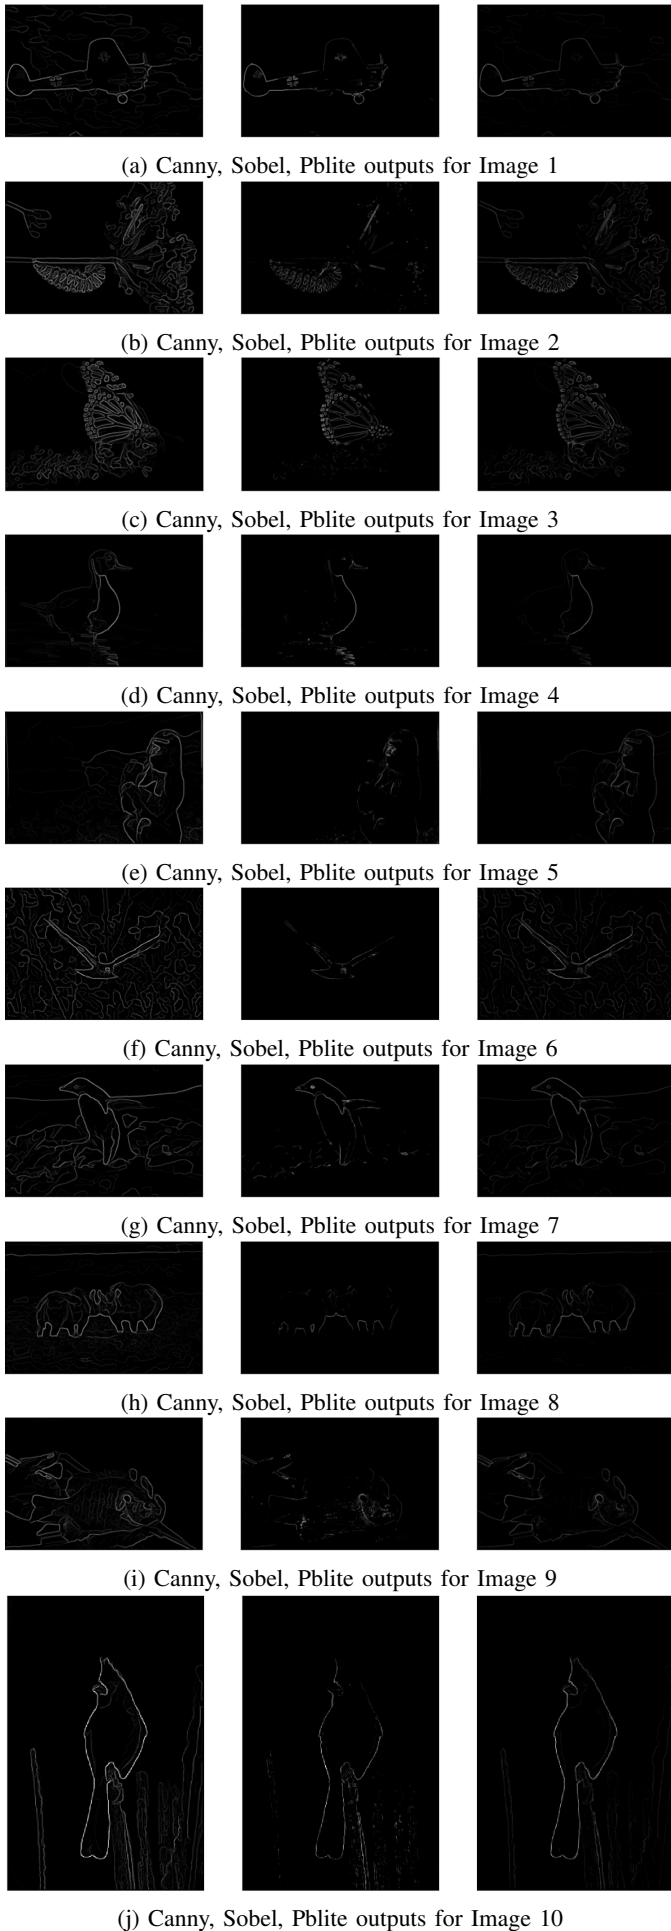 (a) Canny, Sobel, Pblite outputs for Image 1
(b) Canny, Sobel, Pblite outputs for Image 2
(c) Canny, Sobel, Pblite outputs for Image 3
(d) Canny, Sobel, Pblite outputs for Image 4
(e) Canny, Sobel, Pblite outputs for Image 5
(f) Canny, Sobel, Pblite outputs for Image 6
(g) Canny, Sobel, Pblite outputs for Image 7
(h) Canny, Sobel, Pblite outputs for Image 8
(i) Canny, Sobel, Pblite outputs for Image 9
(j) Canny, Sobel, Pblite outputs for Image 10